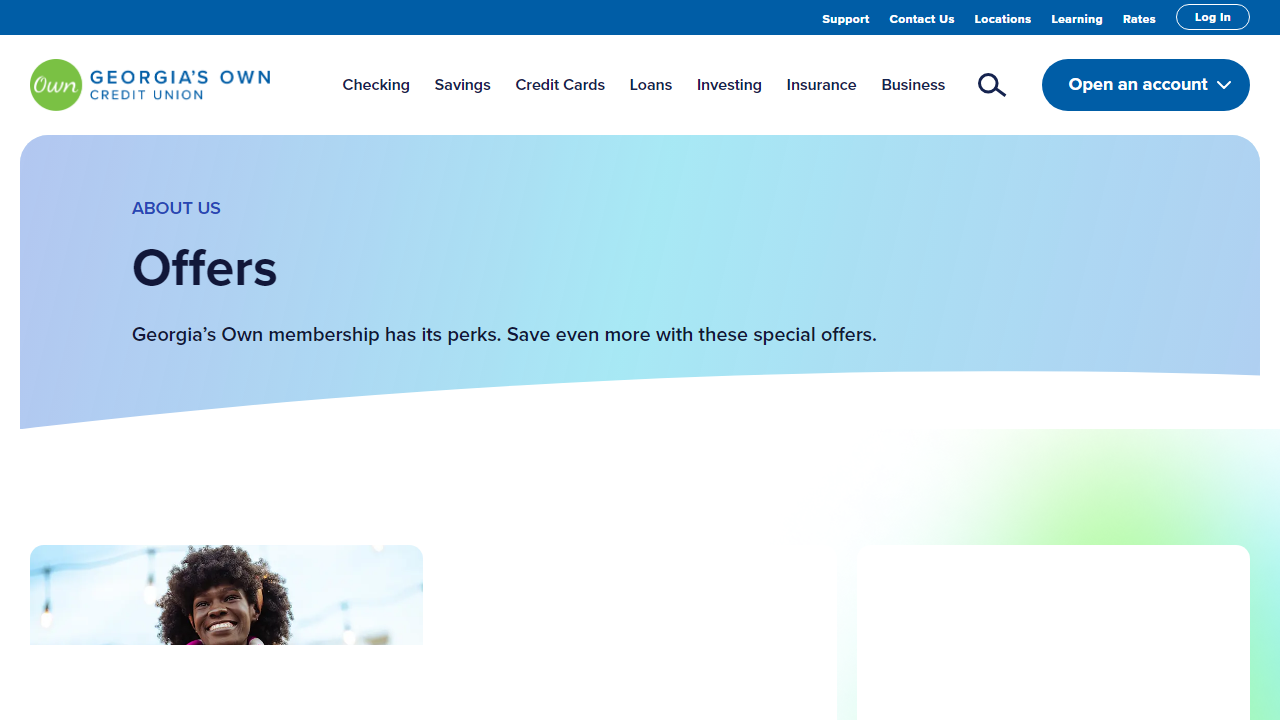 Support Contact Us Locations Learning Rates Log In
Own GEORGIA'S OWN
CREDIT UNION
Checking Savings Credit Cards Loans Investing Insurance Business Open an account
ABOUT US
Offers
Georgia’s Own membership has its perks. Save even more with these special offers.